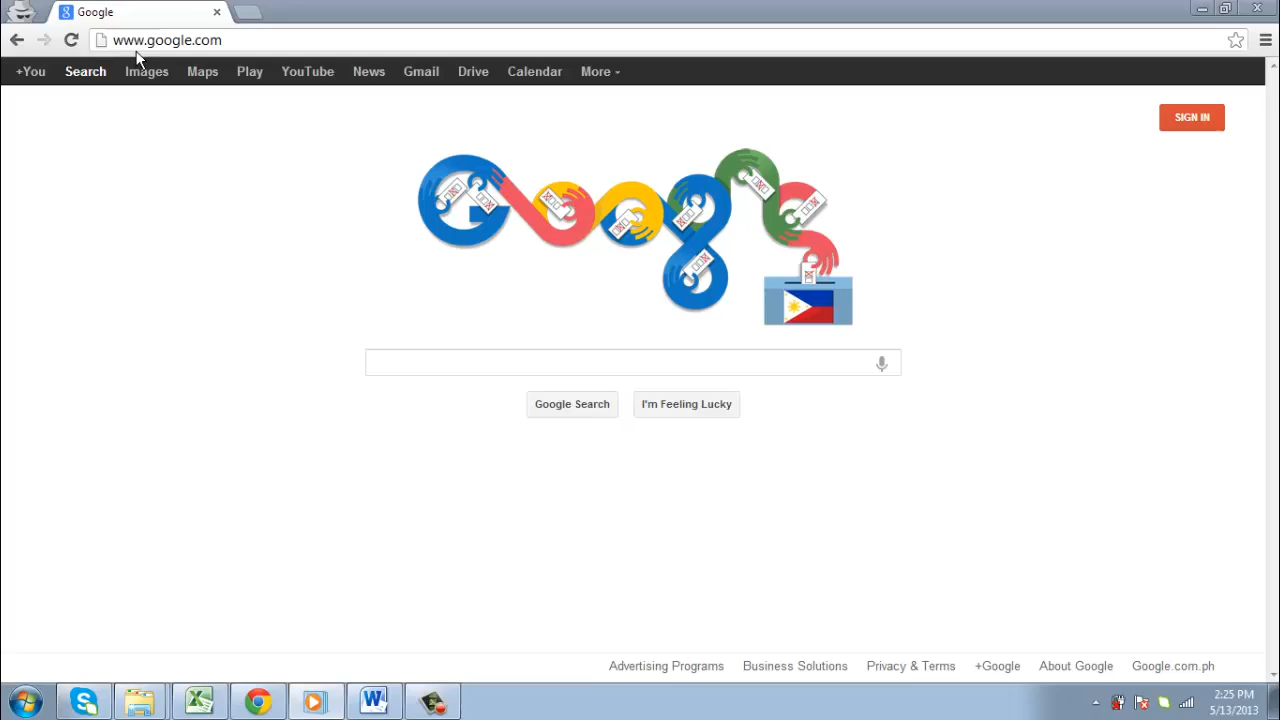 Google
www.google.com
+You Search Images Maps Play YouTube News Gmail Drive Calendar More
SIGN IN
Google Search I'm Feeling Lucky
Advertising Programs Business Solutions Privacy & Terms +Google About Google Google.com.ph
2:25 PM
5/13/2013